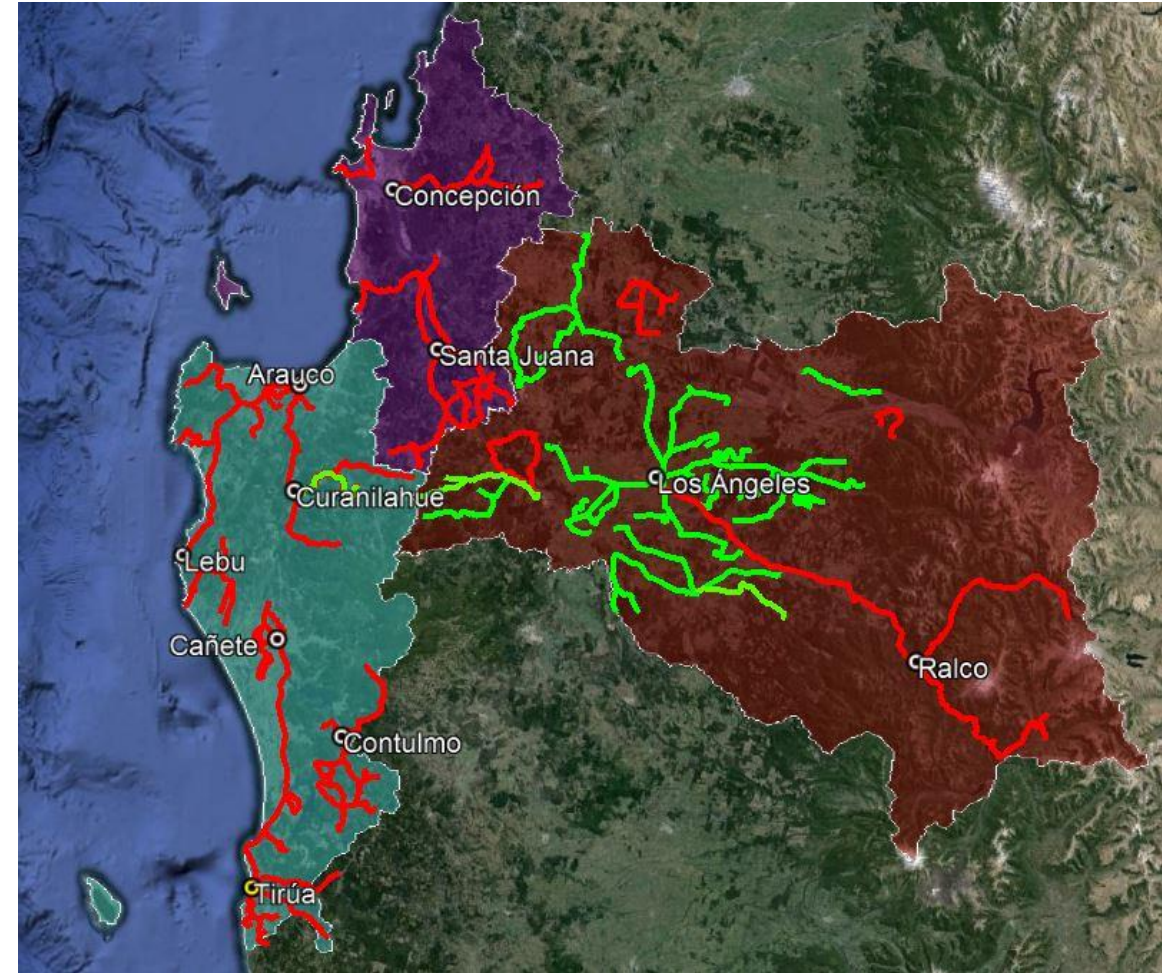 Concepción
Santa Juana
Arauco
Curanilahue
Los Ángeles
Lebu
Cañete
Ralco
Contulmo
Tirúa